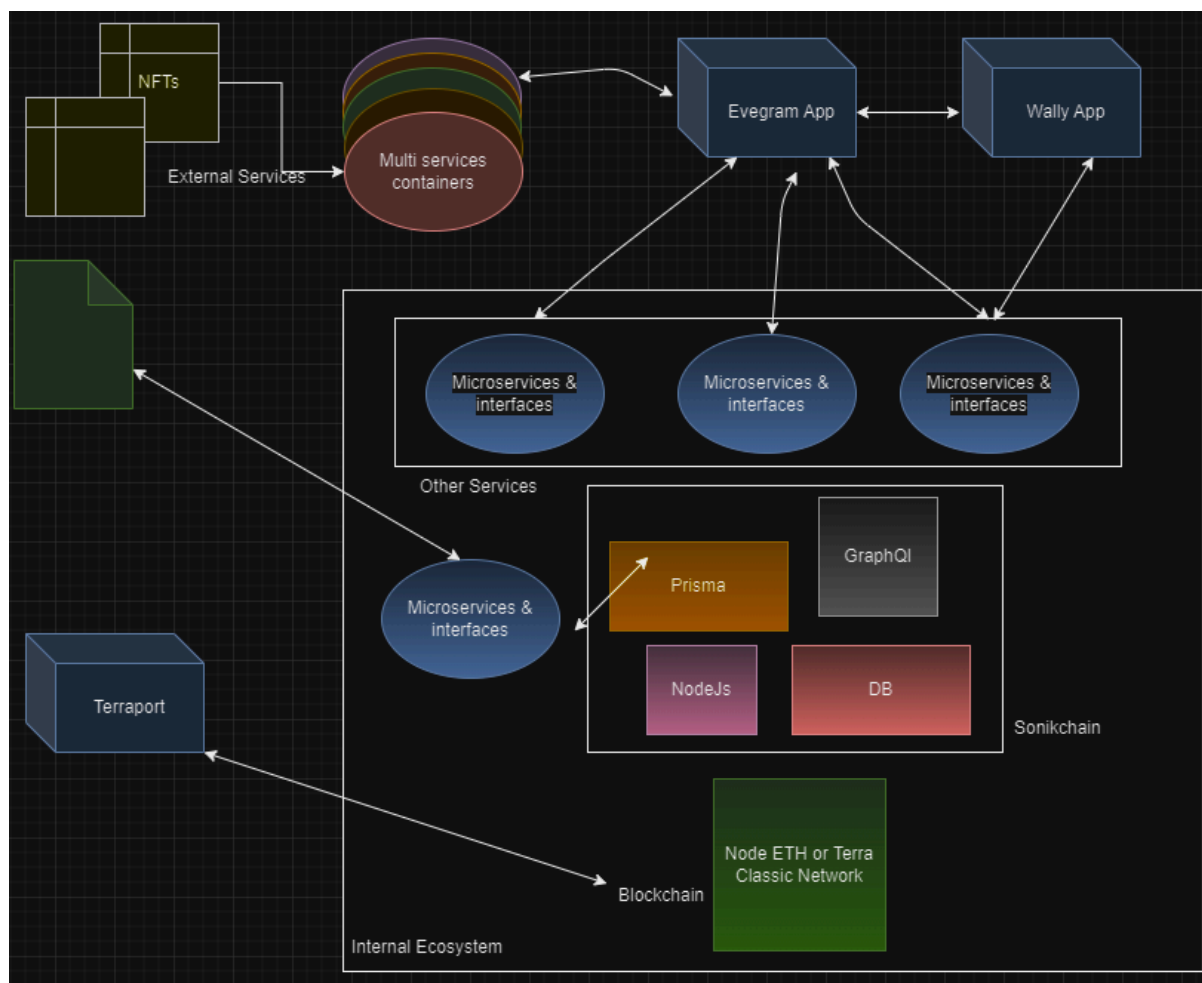 NFTs
External Services
Multi services
containers
Evegram App
Wally App
Microservices &
interfaces
Microservices &
interfaces
Microservices &
interfaces
Other Services
Microservices &
interfaces
Prisma
GraphQl
NodeJs
DB
Sonikchain
Terraport
Node ETH or Terra
Classic Network
Blockchain
Internal Ecosystem